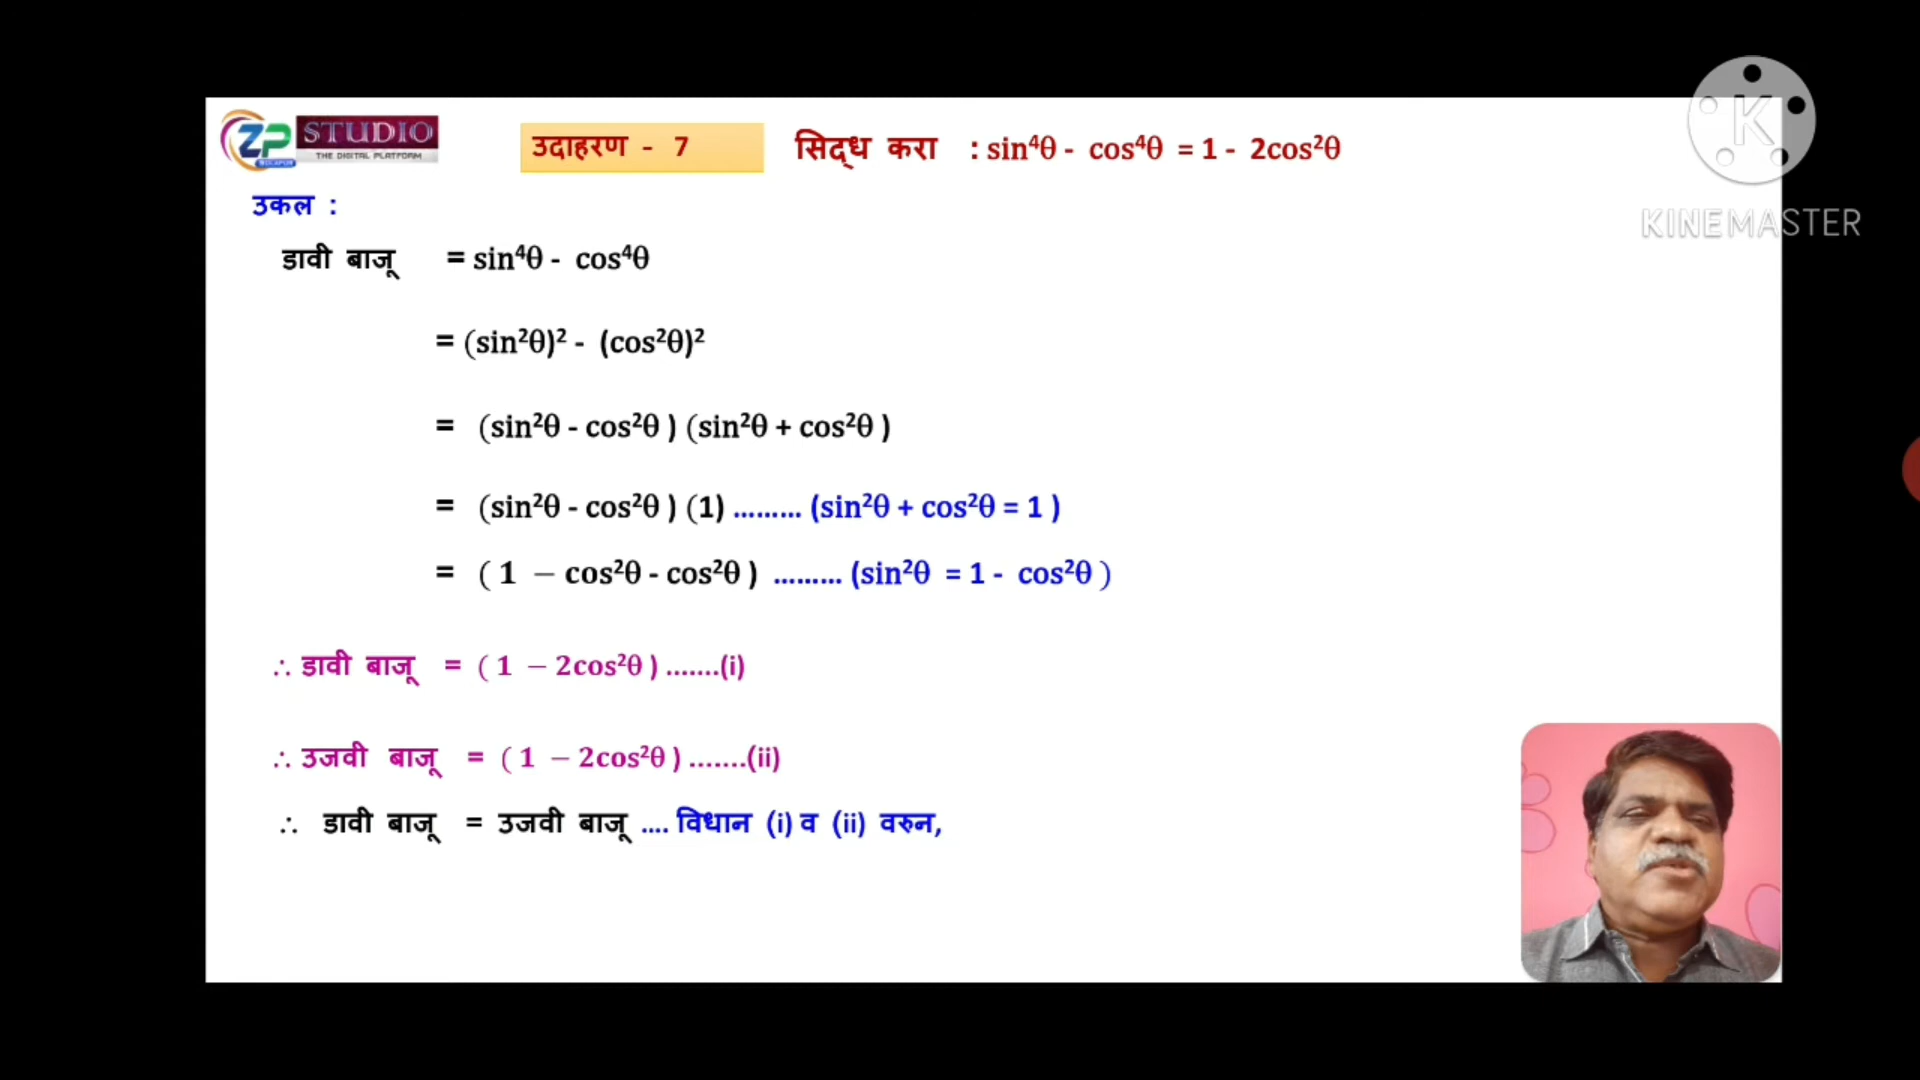 ZP STUDIO
THE DIGITAL PLATFORM
SOLAPUR
उदाहरण - 7
सिद्ध करा : sin⁴θ - cos⁴θ = 1 - 2cos²θ
K
KINEMASTER
उकल :
डावी बाजू = sin⁴θ - cos⁴θ
= (sin²θ)² - (cos²θ)²
= (sin²θ - cos²θ ) (sin²θ + cos²θ )
= (sin²θ - cos²θ ) (1) ......... (sin²θ + cos²θ = 1 )
= ( 1 − cos²θ - cos²θ ) ......... (sin²θ = 1 - cos²θ )
∴ डावी बाजू = ( 1 − 2cos²θ ) .......(i)
∴ उजवी बाजू = ( 1 − 2cos²θ ) .......(ii)
∴ डावी बाजू = उजवी बाजू .... विधान (i) व (ii) वरुन,